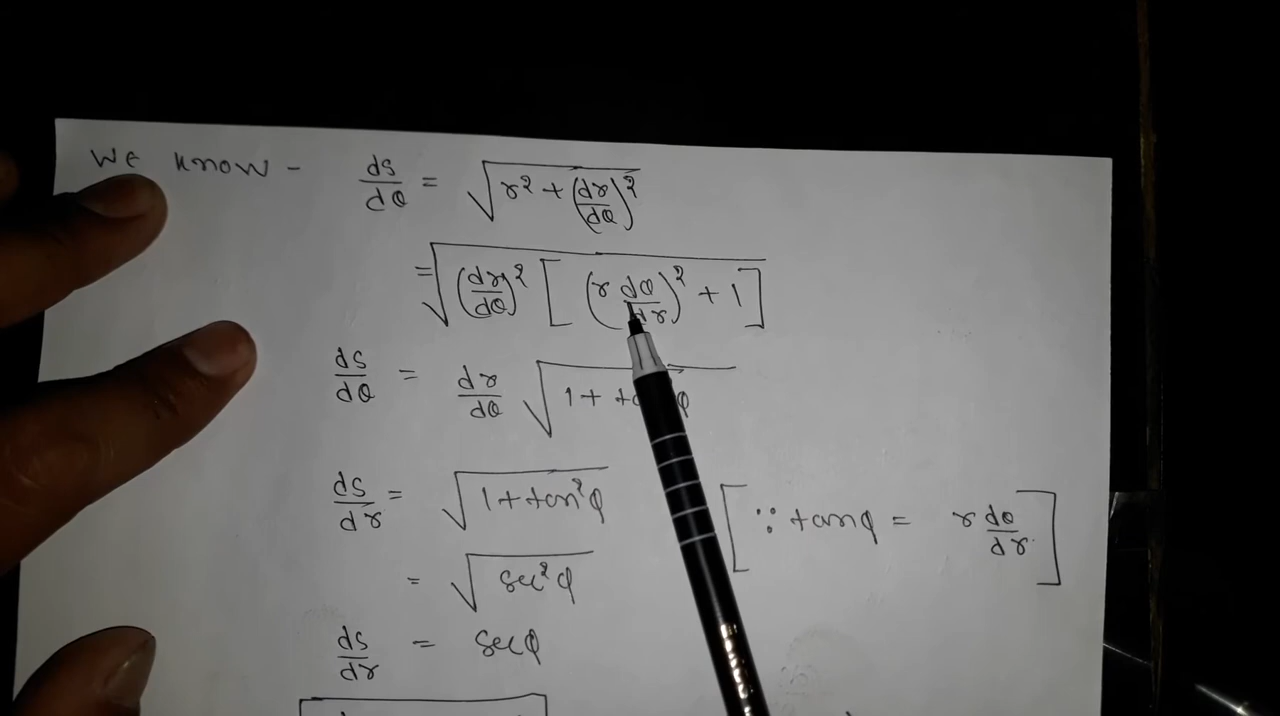 We know - ds/dθ = √(r² + (dr/dθ)²)
= √((dr/dθ)² [(r dθ/dr)² + 1])
ds/dθ = dr/dθ √(1 + t φ
ds/dr = √(1 + tan²φ) [∵ tanφ = r dθ/dr]
= √(sec²φ)
ds/dr = secφ